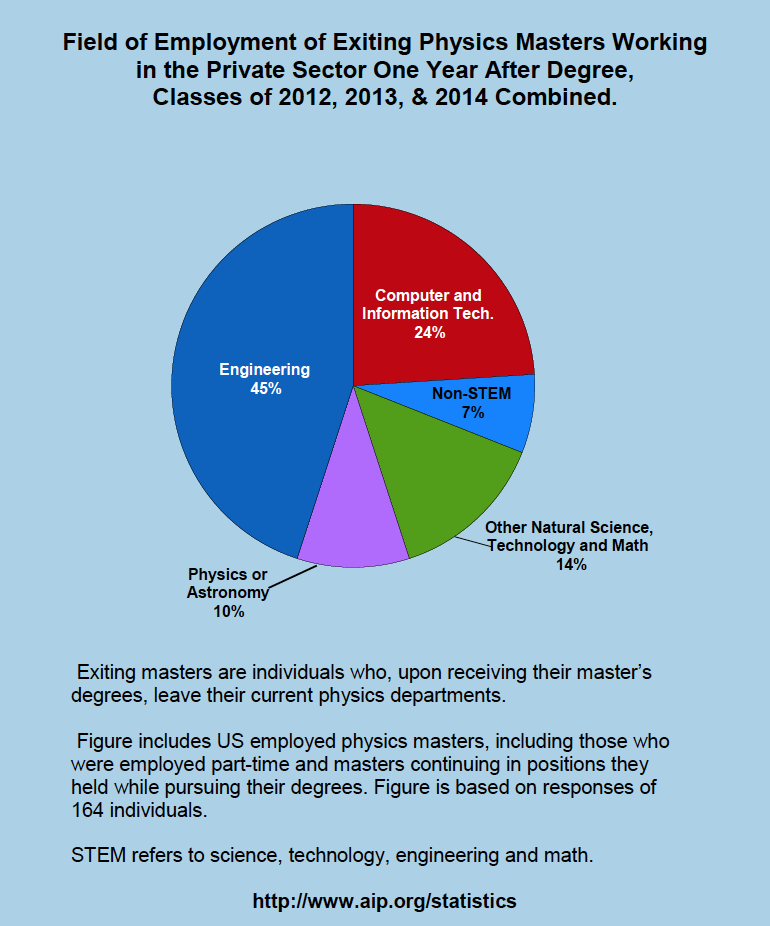 Field of Employment of Exiting Physics Masters Working
in the Private Sector One Year After Degree,
Classes of 2012, 2013, & 2014 Combined.
Computer and
Information Tech.
24%
Engineering
45%
Non-STEM
7%
Other Natural Science,
Technology and Math
14%
Physics or
Astronomy
10%
Exiting masters are individuals who, upon receiving their master's
degrees, leave their current physics departments.
Figure includes US employed physics masters, including those who
were employed part-time and masters continuing in positions they
held while pursuing their degrees. Figure is based on responses of
164 individuals.
STEM refers to science, technology, engineering and math.
http://www.aip.org/statistics